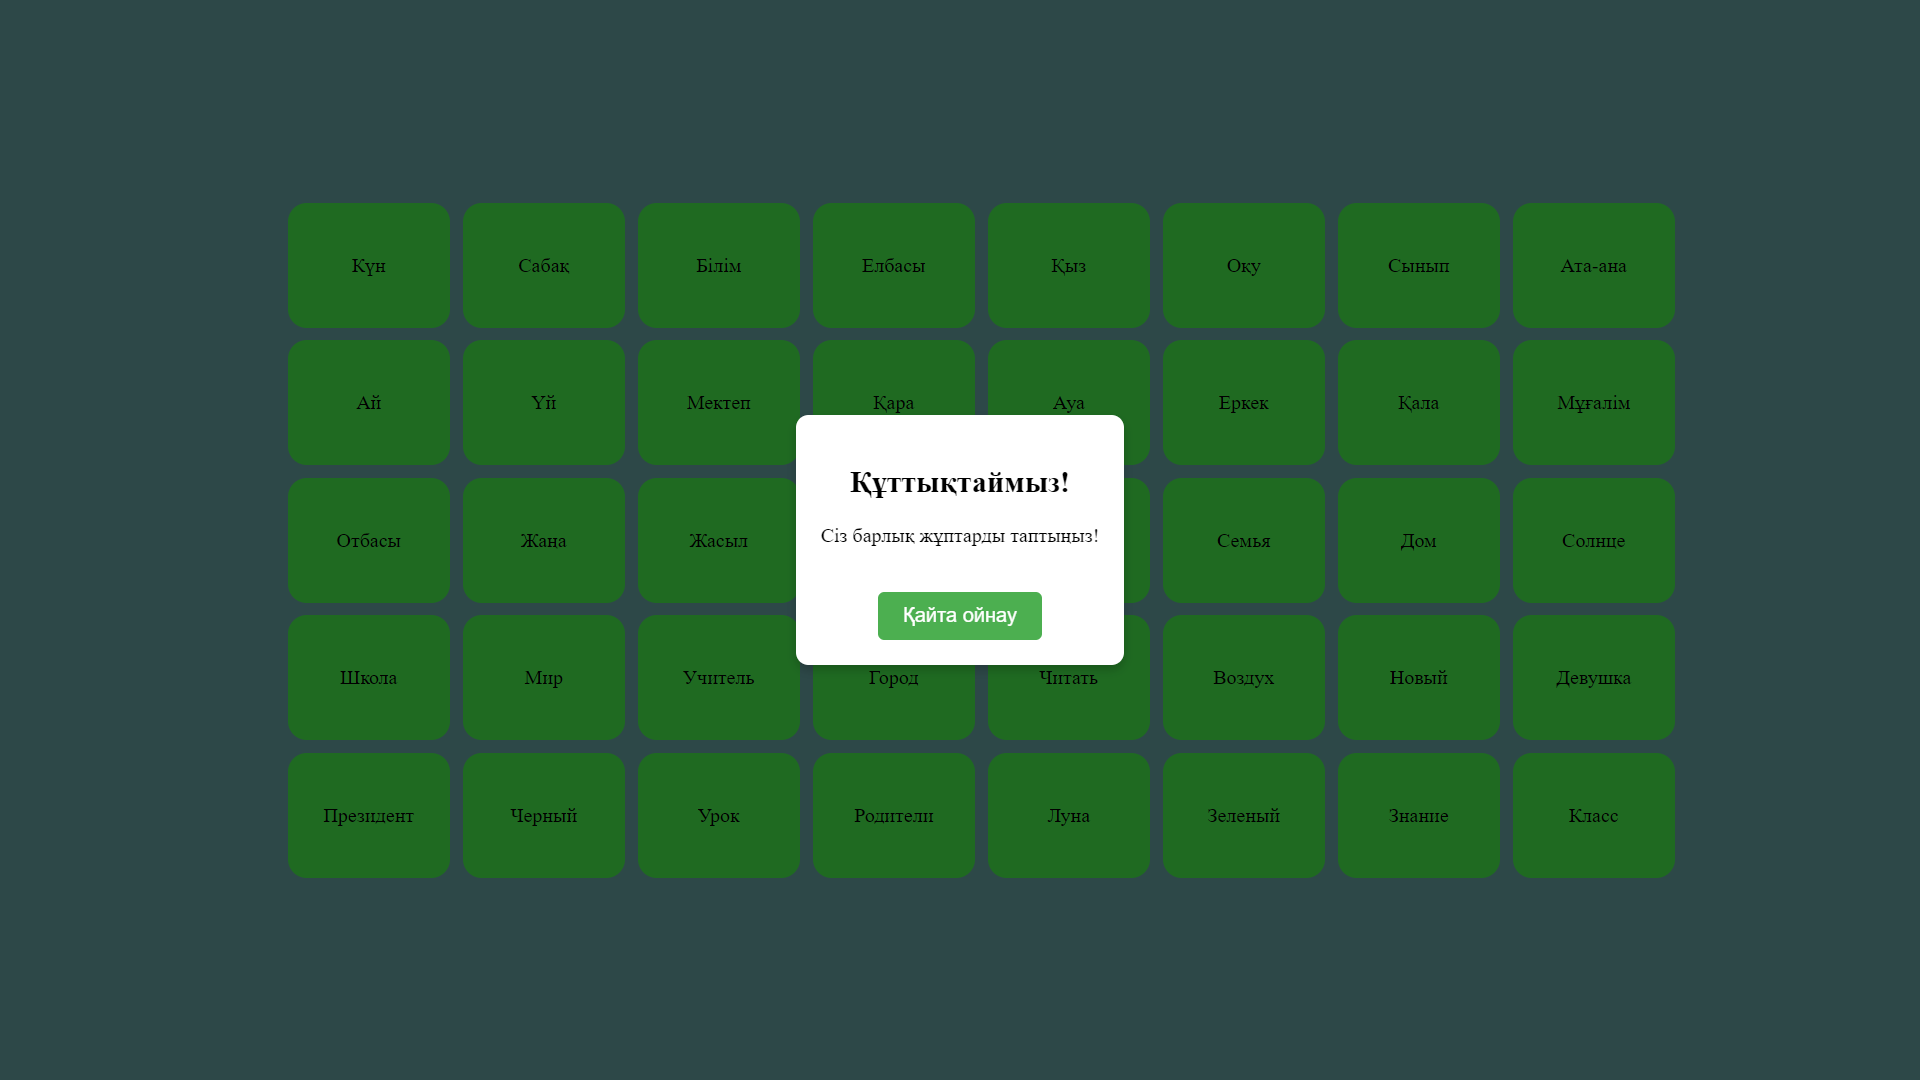 Күн Сабақ Білім Елбасы Қыз Оқу Сынып Ата-ана
Ай Үй Мектеп Қара Ауа Еркек Қала Мұғалім
Құттықтаймыз!
Сіз барлық жұптарды таптыңыз!
Қайта ойнау
Отбасы Жаңа Жасыл Семья Дом Солнце
Школа Мир Учитель Город Читать Воздух Новый Девушка
Президент Черный Урок Родители Луна Зеленый Знание Класс